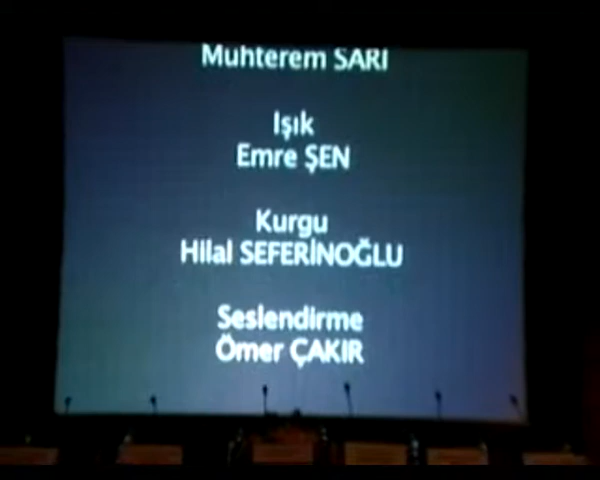 Muhterem SARI
Işık
Emre ŞEN
Kurgu
Hilal SEFERİNOĞLU
Seslendirme
Ömer ÇAKIR